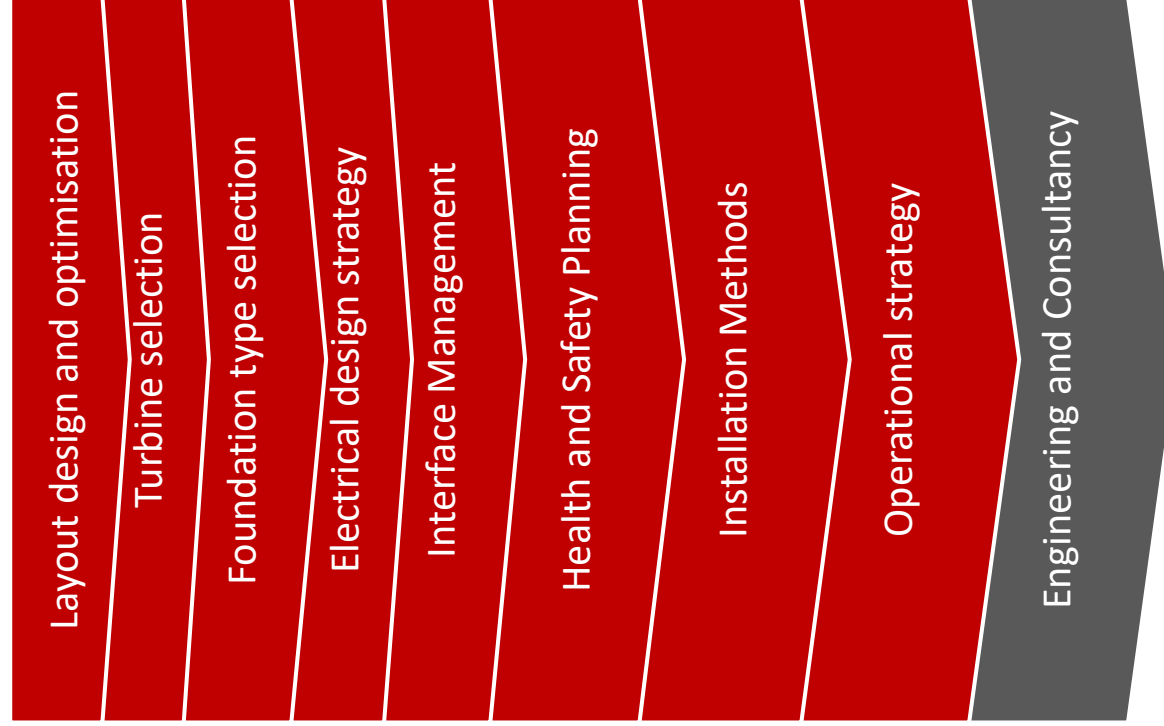 Layout design and optimisation
Turbine selection
Foundation type selection
Electrical design strategy
Interface Management
Health and Safety Planning
Installation Methods
Operational strategy
Engineering and Consultancy